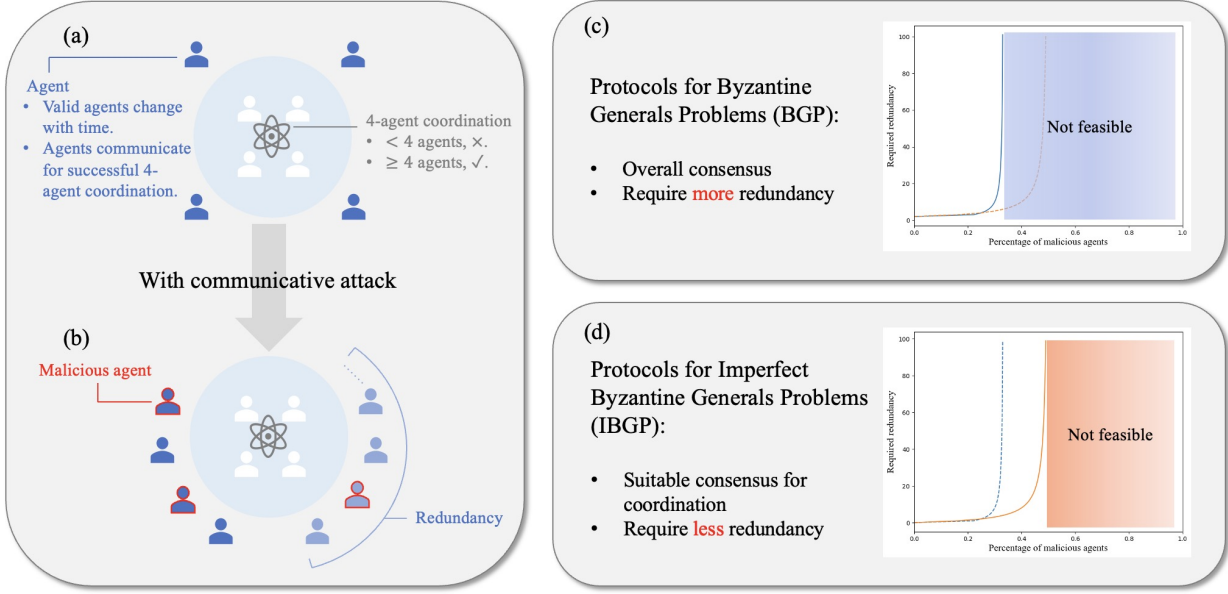 (a)
Agent
• Valid agents change
with time.
• Agents communicate
for successful 4-
agent coordination.
4-agent coordination
• < 4 agents, ×.
• ≥ 4 agents, ✓.
With communicative attack
(b)
Malicious agent
Redundancy
(c)
Protocols for Byzantine
Generals Problems (BGP):
• Overall consensus
• Require more redundancy
Required redundancy
100
80
60
40
20
0
Not feasible
0.0 0.2 0.4 0.6 0.8 1.0
Percentage of malicious agents
(d)
Protocols for Imperfect
Byzantine Generals Problems
(IBGP):
• Suitable consensus for
coordination
• Require less redundancy
Required redundancy
100
80
60
40
20
0
Not feasible
0.0 0.2 0.4 0.6 0.8 1.0
Percentage of malicious agents